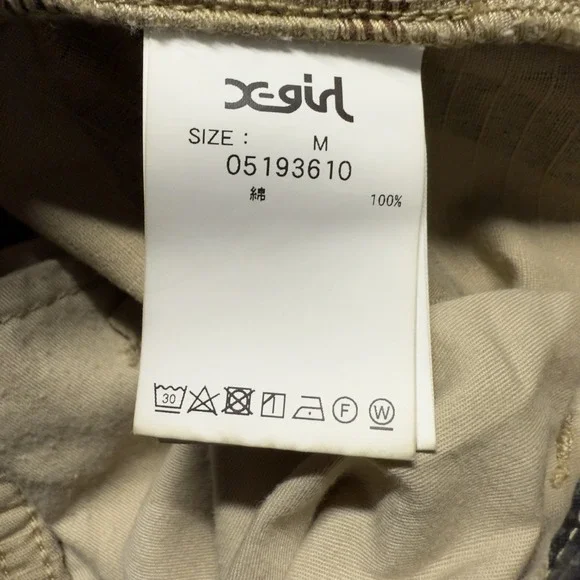 X-girl
SIZE : M
05193610
綿 100%
30 F W